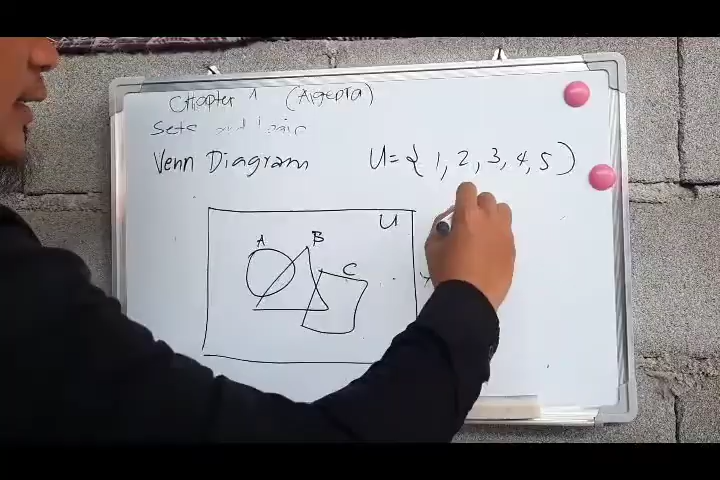 Chapter 1 (Algebra)
Sets and Logic
Venn Diagram U = { 1, 2, 3, 4, 5 )
U
A B
C